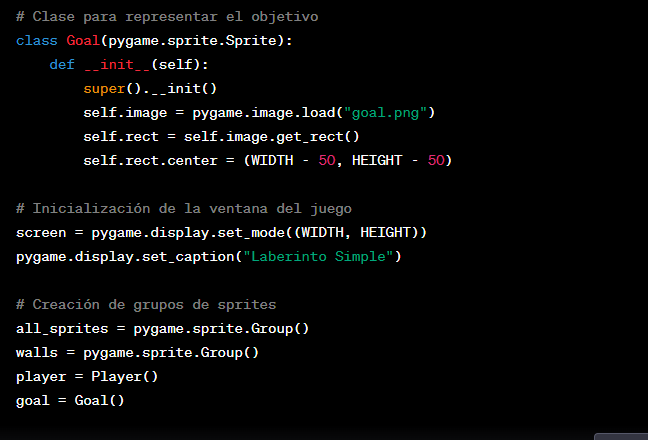 # Clase para representar el objetivo
class Goal(pygame.sprite.Sprite):
    def __init__(self):
        super().__init()
        self.image = pygame.image.load("goal.png")
        self.rect = self.image.get_rect()
        self.rect.center = (WIDTH - 50, HEIGHT - 50)

# Inicialización de la ventana del juego
screen = pygame.display.set_mode((WIDTH, HEIGHT))
pygame.display.set_caption("Laberinto Simple")

# Creación de grupos de sprites
all_sprites = pygame.sprite.Group()
walls = pygame.sprite.Group()
player = Player()
goal = Goal()